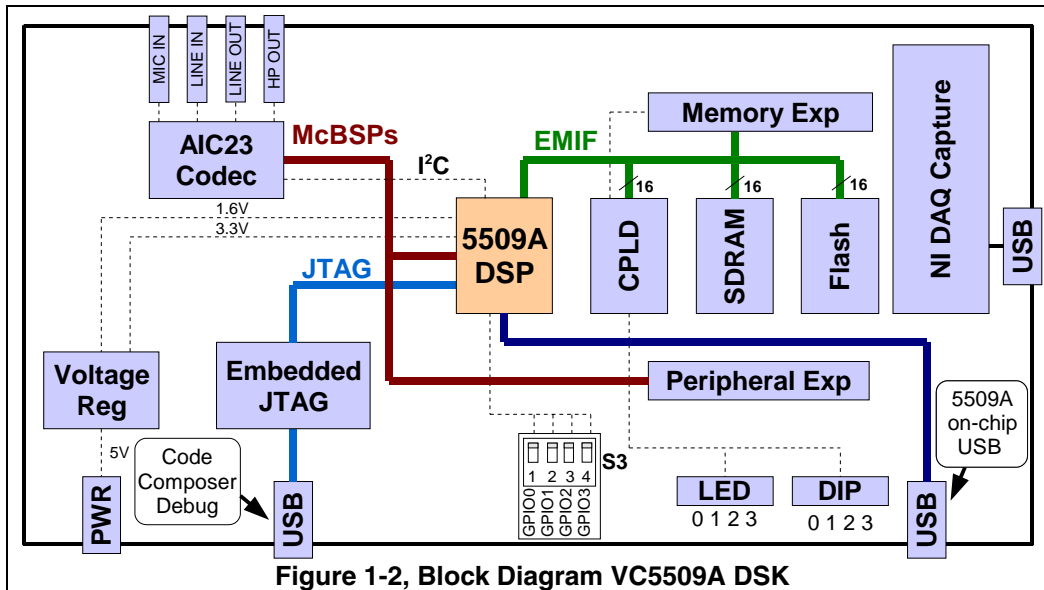 MIC IN
LINE IN
LINE OUT
HP OUT
AIC23
Codec
McBSPs
I²C
EMIF
Memory Exp
16
16
16
NI DAQ Capture
USB
1.6V
3.3V
5509A
DSP
CPLD
SDRAM
Flash
JTAG
Voltage
Reg
Embedded
JTAG
Peripheral Exp
5V
PWR
Code
Composer
Debug
USB
1 2 3 4
GPIO0
GPIO1
GPIO2
GPIO3
S3
LED
0 1 2 3
DIP
0 1 2 3
5509A
on-chip
USB
USB
Figure 1-2, Block Diagram VC5509A DSK